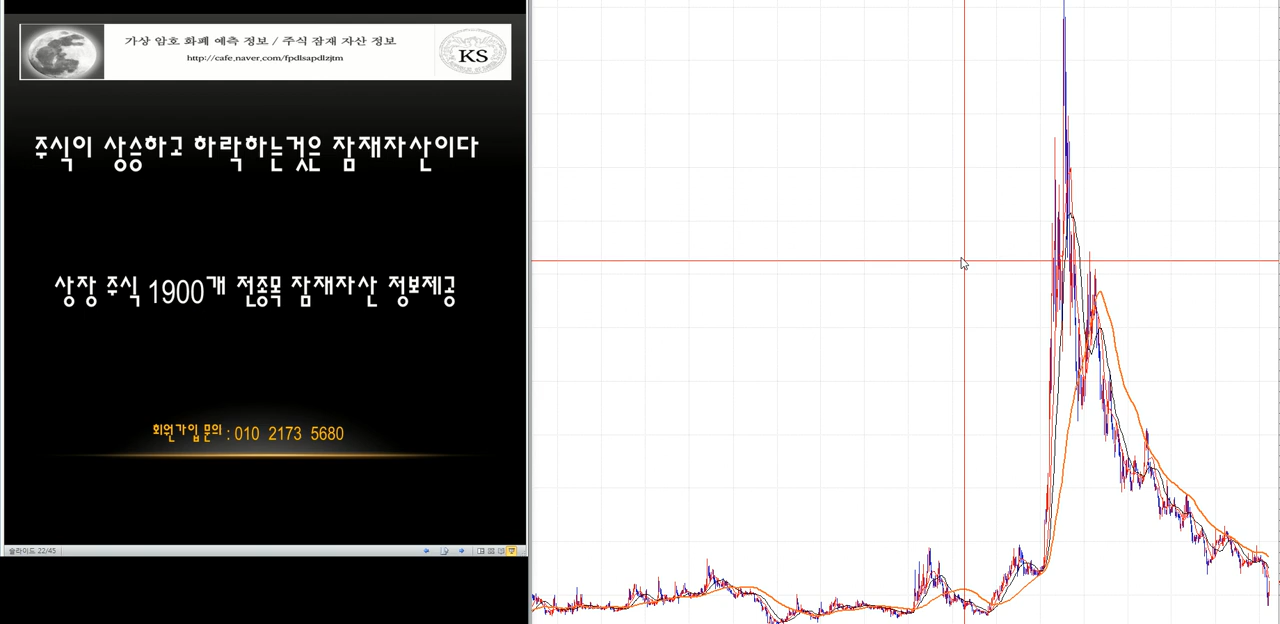 가상 암호 화폐 예측 정보 / 주식 잠재 자산 정보
http://cafe.naver.com/fpdlsapdlzjtm
KS
주식이 상승하고 하락하는것은 잠재자산이다
상장 주식 1900개 전종목 잠재자산 정보제공
회원가입 문의 : 010 2173 5680
슬라이드 22/45